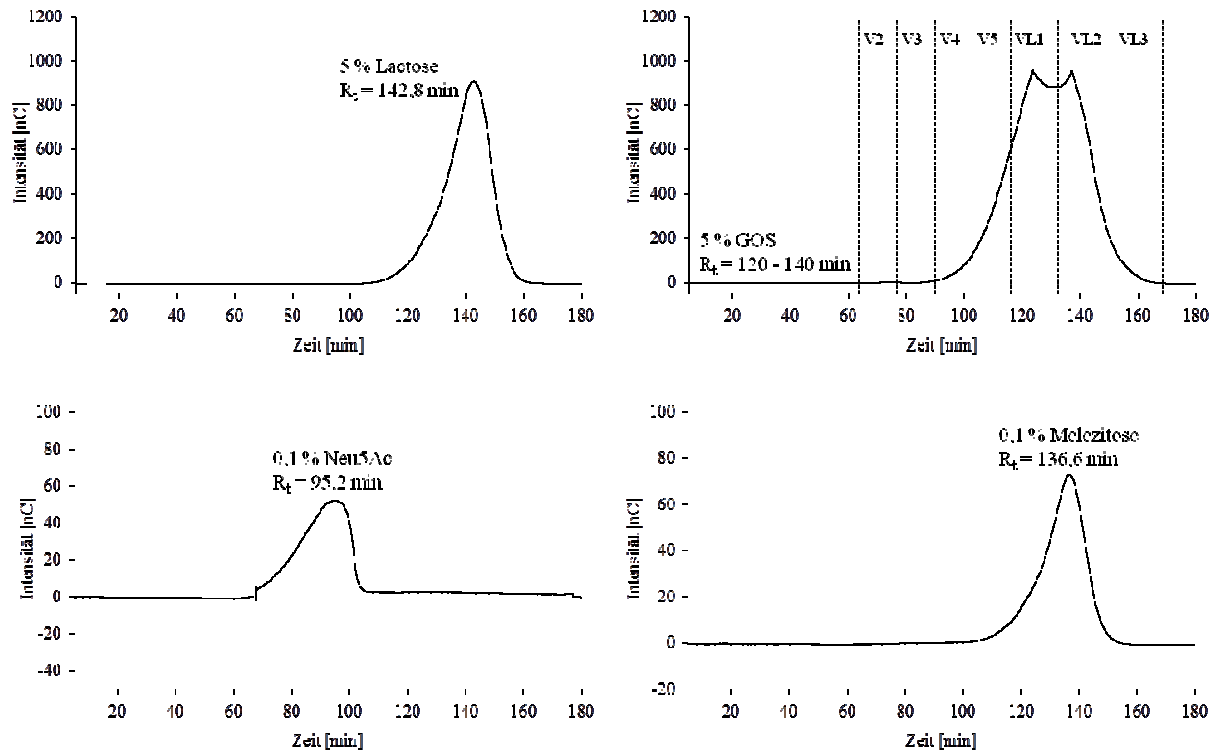 1200
1000
800
600
400
200
0
Intensität [nC]
5 % Lactose
Rt = 142,8 min
20 40 60 80 100 120 140 160 180
Zeit [min]
1200
1000
800
600
400
200
0
Intensität [nC]
V2 V3 V4 V5 VL1 VL2 VL3
5 % GOS
Rt = 120 - 140 min
20 40 60 80 100 120 140 160 180
Zeit [min]
100
80
60
40
20
0
-20
-40
Intensität [nC]
0,1 % Neu5Ac
Rt = 95,2 min
20 40 60 80 100 120 140 160 180
Zeit [min]
100
80
60
40
20
0
-20
Intensität [nC]
0,1 % Melezitose
Rt = 136,6 min
20 40 60 80 100 120 140 160 180
Zeit [min]